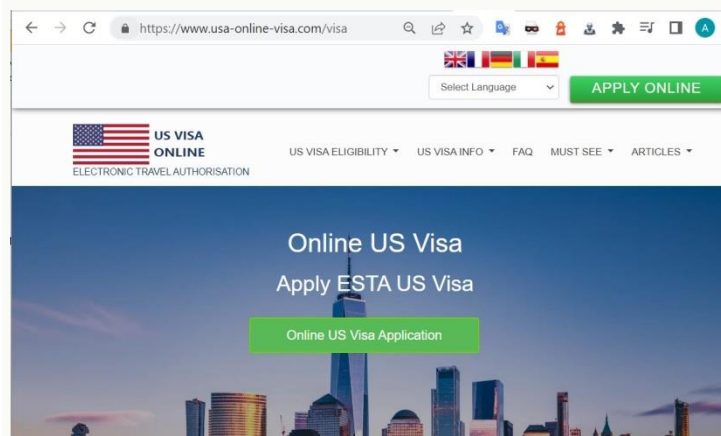 https://www.usa-online-visa.com/visa
A
Select Language
APPLY ONLINE
US VISA
ONLINE
ELECTRONIC TRAVEL AUTHORISATION
US VISA ELIGIBILITY
US VISA INFO
FAQ
MUST SEE
ARTICLES
Online US Visa
Apply ESTA US Visa
Online US Visa Application